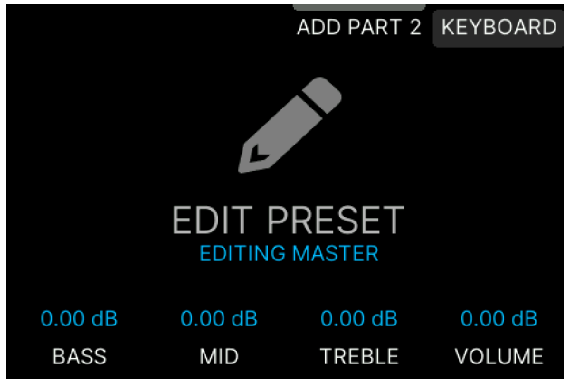 ADD PART 2 KEYBOARD
EDIT PRESET
EDITING MASTER
0.00 dB 0.00 dB 0.00 dB 0.00 dB
BASS MID TREBLE VOLUME